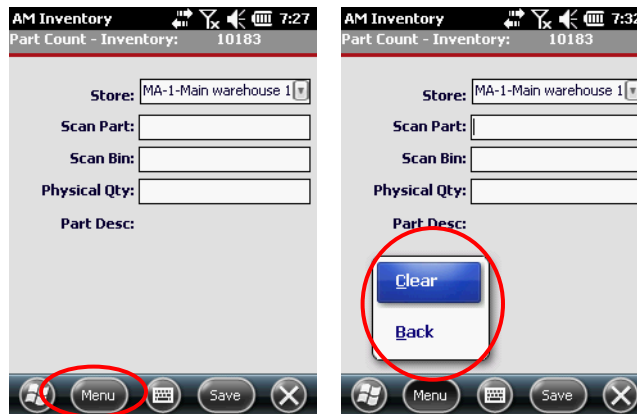 AM Inventory 7:27
Part Count - Inventory: 10183
Store: MA-1-Main warehouse 1
Scan Part:
Scan Bin:
Physical Qty:
Part Desc:
Menu Save
AM Inventory 7:32
Part Count - Inventory: 10183
Store: MA-1-Main warehouse 1
Scan Part:
Scan Bin:
Physical Qty:
Part Desc:
Clear
Back
Menu Save